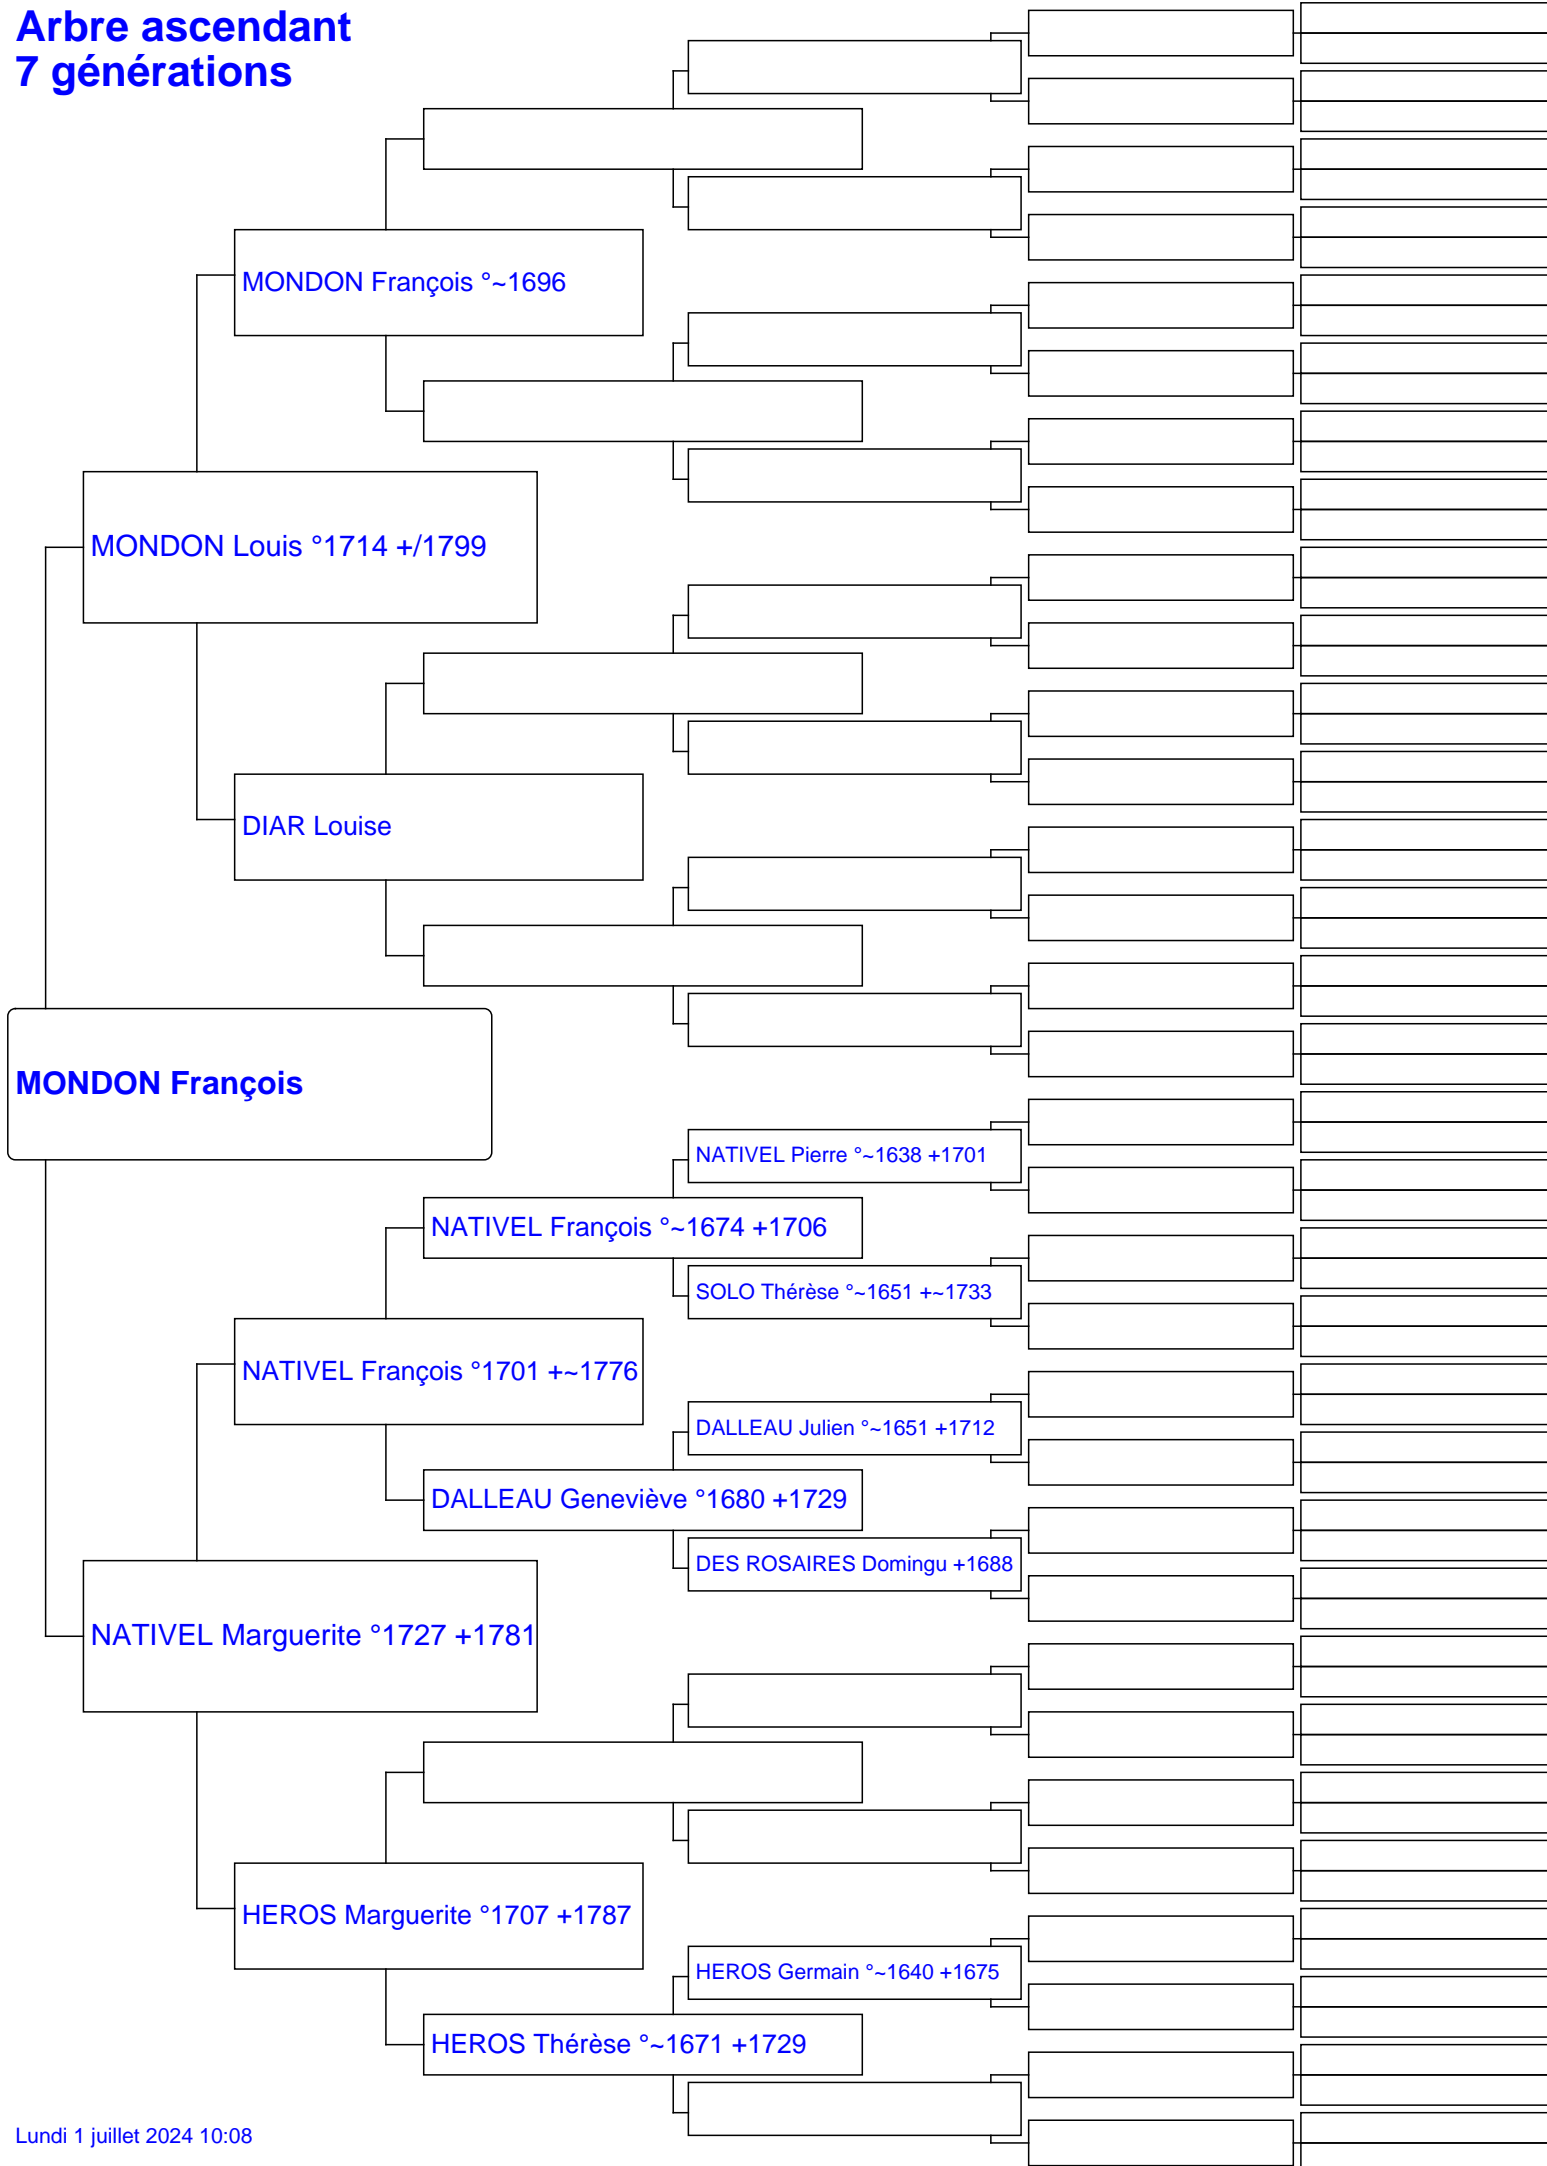 Arbre ascendant
7 générations
MONDON François °~1696
MONDON Louis °1714 +/1799
DIAR Louise
MONDON François
NATIVEL Pierre °~1638 +1701
NATIVEL François °~1674 +1706
SOLO Thérèse °~1651 +~1733
NATIVEL François °1701 +~1776
DALLEAU Julien °~1651 +1712
DALLEAU Geneviève °1680 +1729
DES ROSAIRES Domingu +1688
NATIVEL Marguerite °1727 +1781
HEROS Marguerite °1707 +1787
HEROS Germain °~1640 +1675
HEROS Thérèse °~1671 +1729
Lundi 1 juillet 2024 10:08